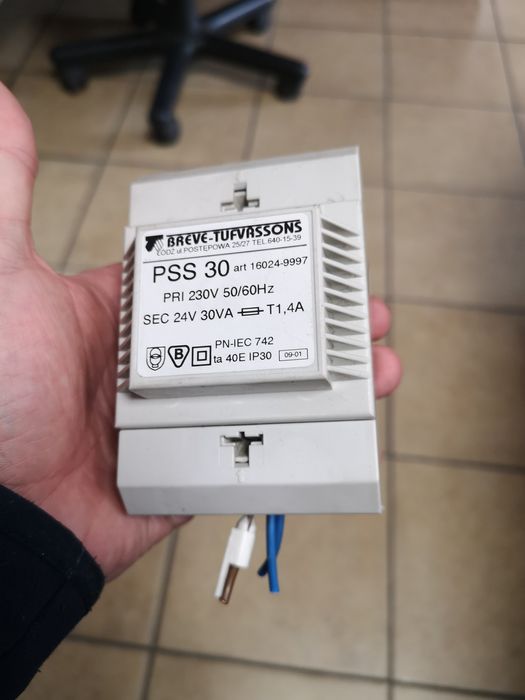 BREVE-TUFVASSONS
ŁÓDŹ ul.POSTĘPOWA 25/27 TEL.640-15-39
PSS 30 art 16024-9997
PRI 230V 50/60Hz
SEC 24V 30VA T1,4A
PN-IEC 742
B ta 40E IP30 09-01